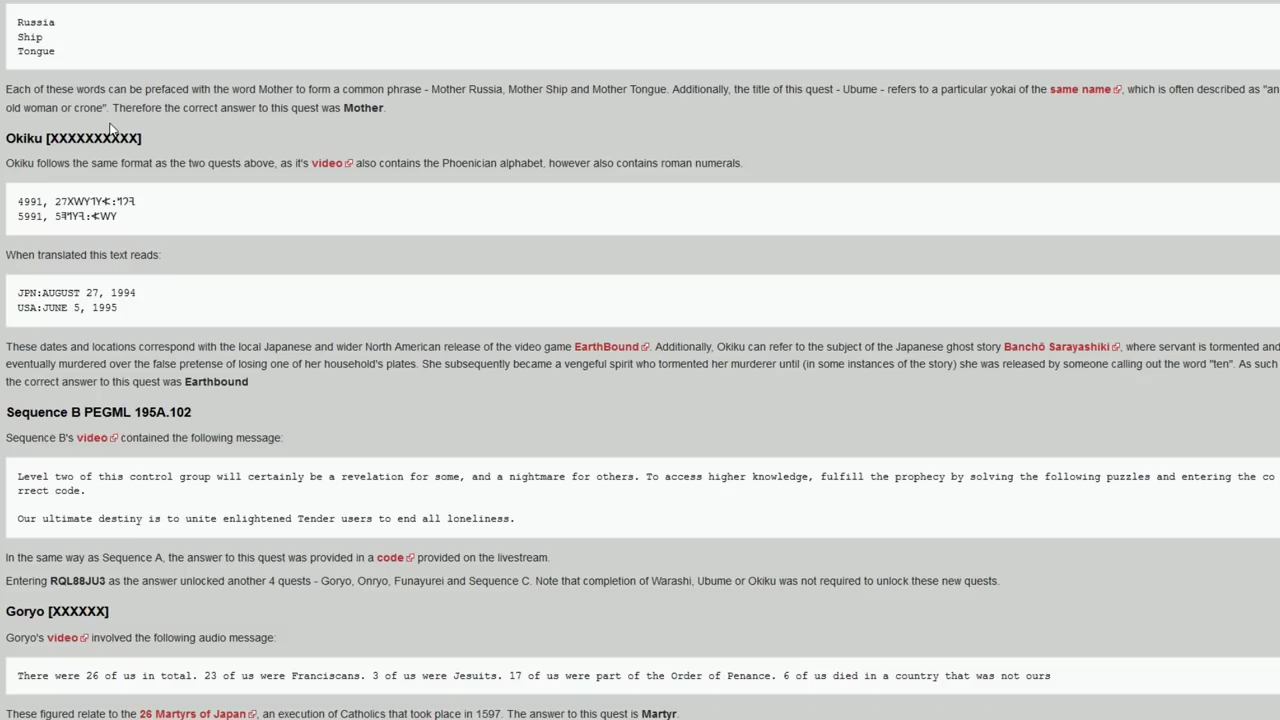 Russia
Ship
Tongue
Each of these words can be prefaced with the word Mother to form a common phrase - Mother Russia, Mother Ship and Mother Tongue. Additionally, the title of this quest - Ubume - refers to a particular yokai of the same name, which is often described as "an
old woman or crone". Therefore the correct answer to this quest was Mother.
Okiku [XXXXXXXXXX]
Okiku follows the same format as the two quests above, as it's video also contains the Phoenician alphabet, however also contains roman numerals.
4991, 27
5991, 5
When translated this text reads:
JPN:AUGUST 27, 1994
USA:JUNE 5, 1995
These dates and locations correspond with the local Japanese and wider North American release of the video game EarthBound. Additionally, Okiku can refer to the subject of the Japanese ghost story Banchō Sarayashiki, where servant is tormented and
eventually murdered over the false pretense of losing one of her household's plates. She subsequently became a vengeful spirit who tormented her murderer until (in some instances of the story) she was released by someone calling out the word "ten". As such
the correct answer to this quest was Earthbound
Sequence B PEGML 195A.102
Sequence B's video contained the following message:
Level two of this control group will certainly be a revelation for some, and a nightmare for others. To access higher knowledge, fulfill the prophecy by solving the following puzzles and entering the co
rrect code.
Our ultimate destiny is to unite enlightened Tender users to end all loneliness.
In the same way as Sequence A, the answer to this quest was provided in a code provided on the livestream.
Entering RQL88JU3 as the answer unlocked another 4 quests - Goryo, Onryo, Funayurei and Sequence C. Note that completion of Warashi, Ubume or Okiku was not required to unlock these new quests.
Goryo [XXXXXX]
Goryo's video involved the following audio message:
There were 26 of us in total. 23 of us were Franciscans. 3 of us were Jesuits. 17 of us were part of the Order of Penance. 6 of us died in a country that was not ours
These figured relate to the 26 Martyrs of Japan, an execution of Catholics that took place in 1597. The answer to this quest is Martyr.